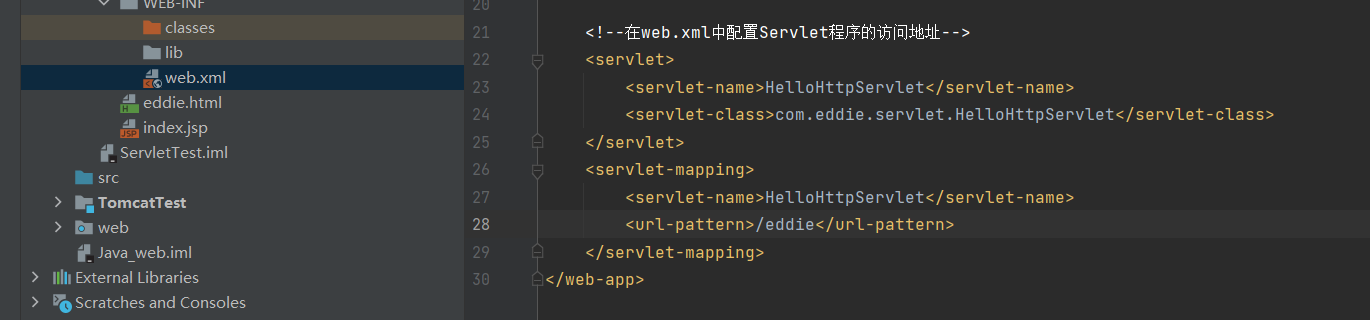 WEB-INF
classes
lib
web.xml
eddie.html
index.jsp
ServletTest.iml
src
TomcatTest
web
Java_web.iml
External Libraries
Scratches and Consoles
20
21 <!--在web.xml中配置Servlet程序的访问地址-->
22 <servlet>
23 <servlet-name>HelloHttpServlet</servlet-name>
24 <servlet-class>com.eddie.servlet.HelloHttpServlet</servlet-class>
25 </servlet>
26 <servlet-mapping>
27 <servlet-name>HelloHttpServlet</servlet-name>
28 <url-pattern>/eddie</url-pattern>
29 </servlet-mapping>
30 </web-app>